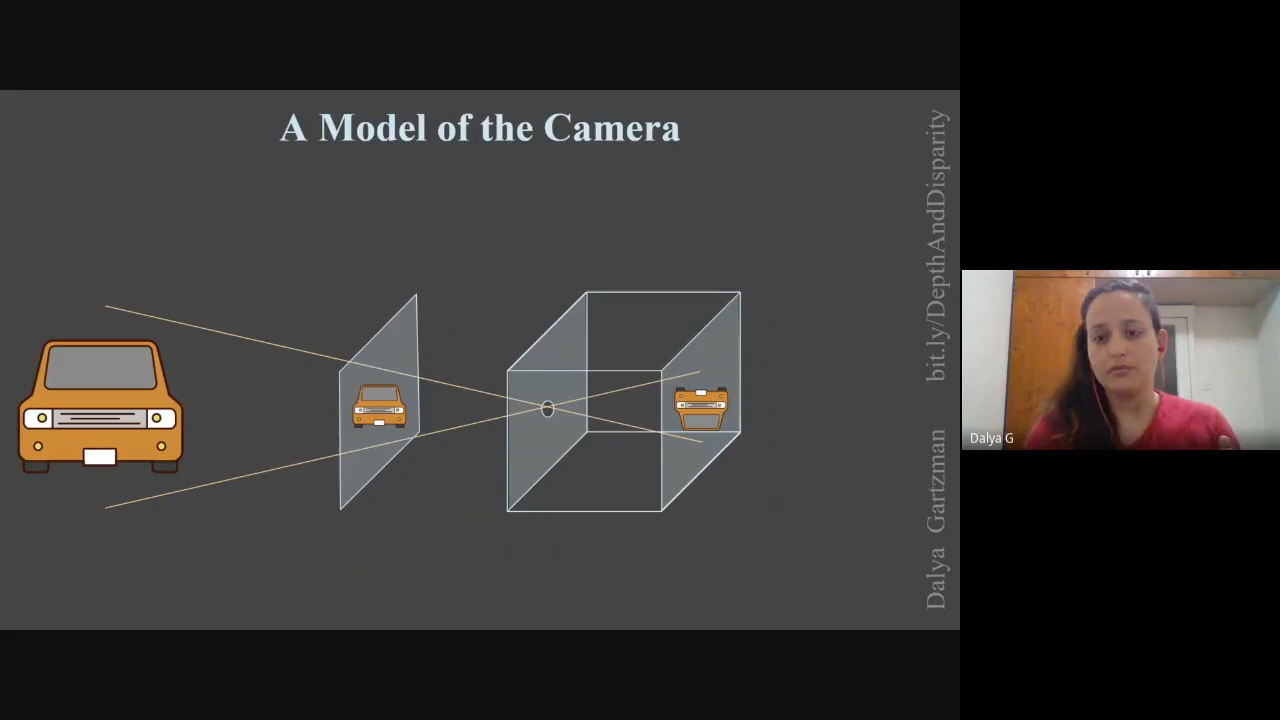 A Model of the Camera
Dalya Gartzman bit.ly/DepthAndDisparity
Dalya G